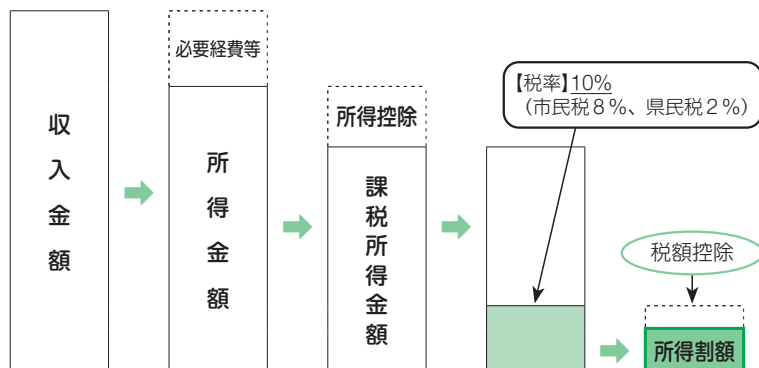 収入金額
必要経費等
所得金額
所得控除
課税所得金額
【税率】10%
（市民税８％、県民税２％）
税額控除
所得割額